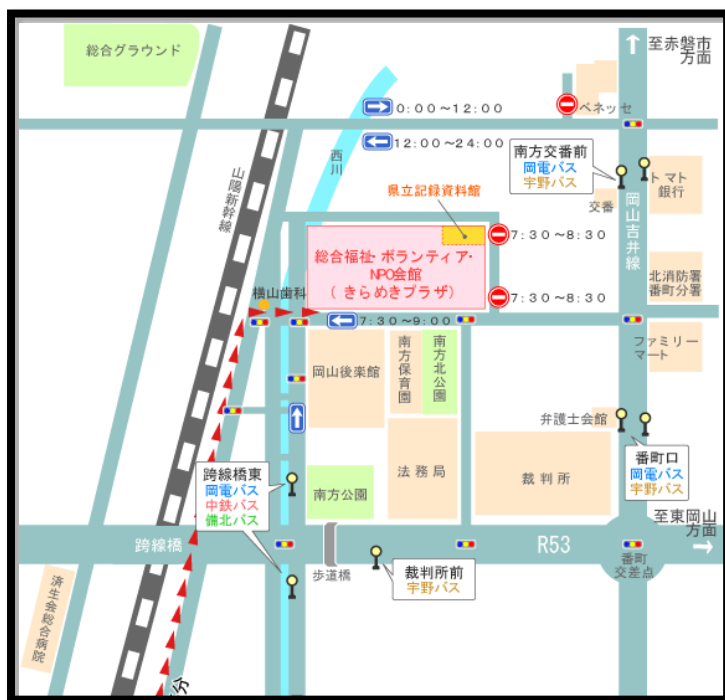 総合グラウンド
至赤磐市
方面
0:00～12:00
ベネッセ
12:00～24:00
西川
南方交番前
岡電バス
宇野バス
山陽新幹線
県立記録資料館
交番
トマト
銀行
岡山吉井線
7:30～8:30
総合福祉・ボランティア・
NPO会館
(きらめきプラザ)
北消防署
番町分署
横山歯科
7:30～8:30
7:30～9:00
ファミリー
マート
岡山後楽館
南方保育園
南方北公園
弁護士会館
跨線橋東
岡電バス
中鉄バス
備北バス
南方公園
法務局
裁判所
番町口
岡電バス
宇野バス
至東岡山
方面
跨線橋
R53
歩道橋
裁判所前
宇野バス
番町
交差点
済生会総合病院
分